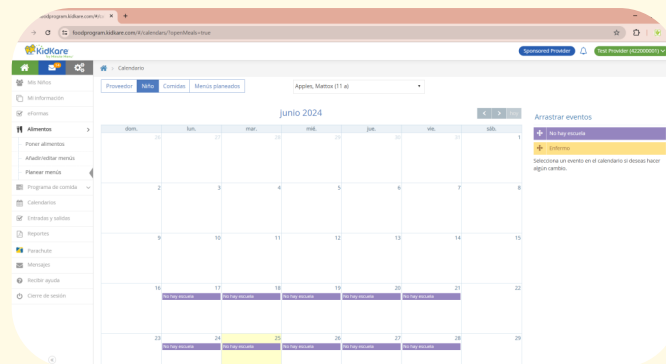 foodprogram.kidkare.com/#/calendars/?openMeals=true
KidKare
Sponsored Provider
Test Provider (422000001)
Calendario
Mis Niños
Mi información
eFormas
Alimentos
Poner alimentos
Añadir/editar menús
Planear menús
Programa de comida
Calendarios
Entradas y salidas
Reportes
Parachute
Mensajes
Recibir ayuda
Cierre de sesión
Proveedor Niño Comidas Menús planeados
Appies, Mattox (11 a)
junio 2024
dom. lun. mar. mié. jue. vie. sáb.
26 27 28 29 30 31 1
2 3 4 5 6 7 8
9 10 11 12 13 14 15
16 17 18 19 20 21 22
No hay escuela No hay escuela No hay escuela No hay escuela No hay escuela
23 24 25 26 27 28 29
No hay escuela No hay escuela No hay escuela No hay escuela No hay escuela
Arrastrar eventos
No hay escuela
Enfermo
Selecciona un evento en el calendario si deseas hacer
algún cambio.